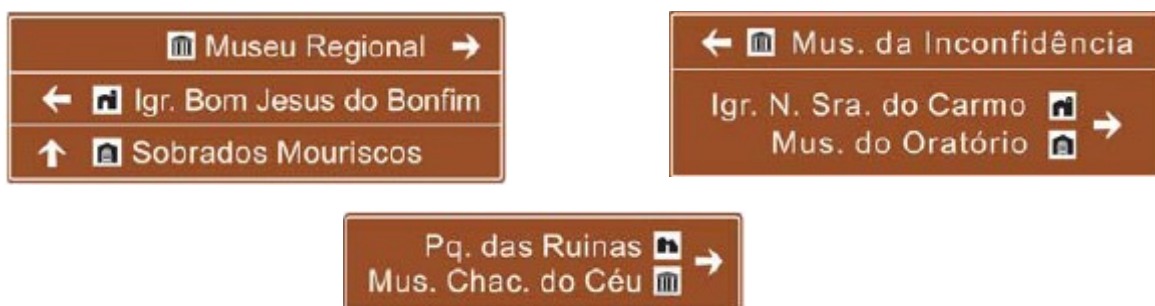 Museu Regional
Igr. Bom Jesus do Bonfim
Sobrados Mouriscos
Mus. da Inconfidência
Igr. N. Sra. do Carmo
Mus. do Oratório
Pq. das Ruinas
Mus. Chac. do Céu